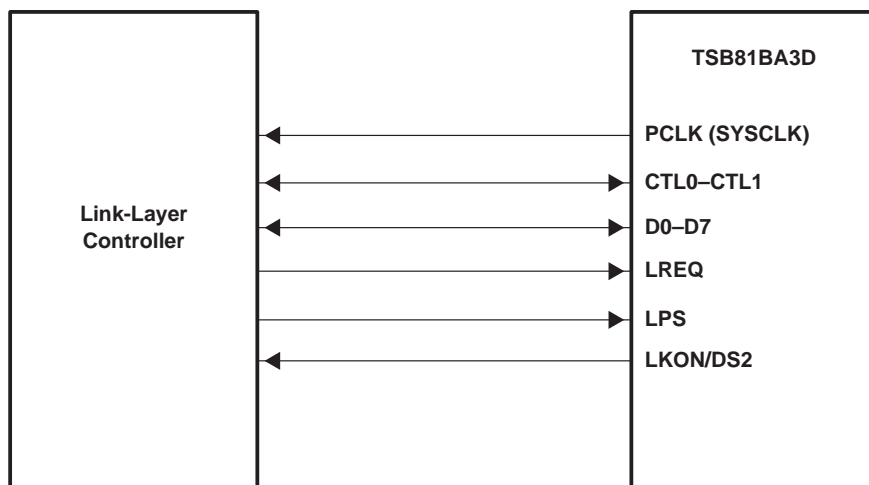 TSB81BA3D
PCLK (SYSCLK)
CTL0–CTL1
Link-Layer
Controller
D0–D7
LREQ
LPS
LKON/DS2